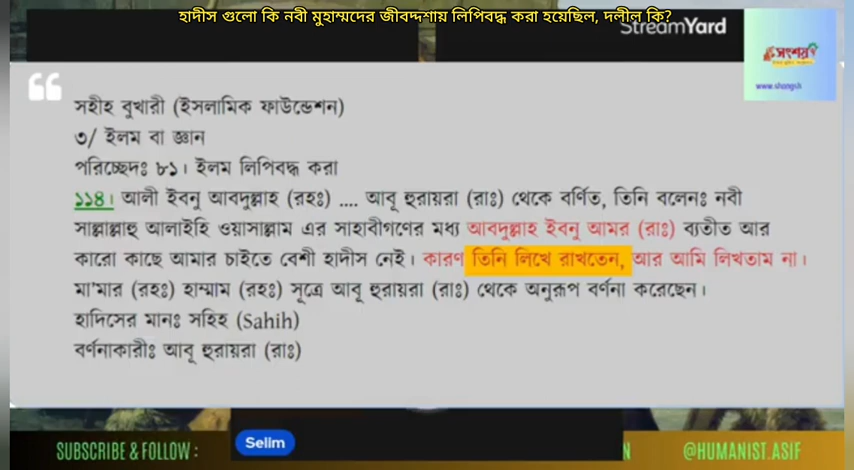 হাদীস গুলো কি নবী মুহাম্মদের জীবদ্দশায় লিপিবদ্ধ করা হয়েছিল, দলীল কি?
StreamYard
সংশয়
www.shongsh
সহীহ বুখারী (ইসলামিক ফাউন্ডেশন)
৩/ ইলম বা জ্ঞান
পরিচ্ছেদঃ ৮১। ইলম লিপিবদ্ধ করা
১১৪। আলী ইবনু আবদুল্লাহ (রহঃ) .... আবূ হুরায়রা (রাঃ) থেকে বর্ণিত, তিনি বলেনঃ নবী
সাল্লাল্লাহু আলাইহি ওয়াসাল্লাম এর সাহাবীগণের মধ্য আবদুল্লাহ ইবনু আমর (রাঃ) ব্যতীত আর
কারো কাছে আমার চাইতে বেশী হাদীস নেই। কারণ তিনি লিখে রাখতেন, আর আমি লিখতাম না।
মা'মার (রহঃ) হাম্মাম (রহঃ) সূত্রে আবূ হুরায়রা (রাঃ) থেকে অনুরূপ বর্ণনা করেছেন।
হাদিসের মানঃ সহিহ (Sahih)
বর্ণনাকারীঃ আবূ হুরায়রা (রাঃ)
SUBSCRIBE & FOLLOW :
Selim
N @HUMANIST.ASIF